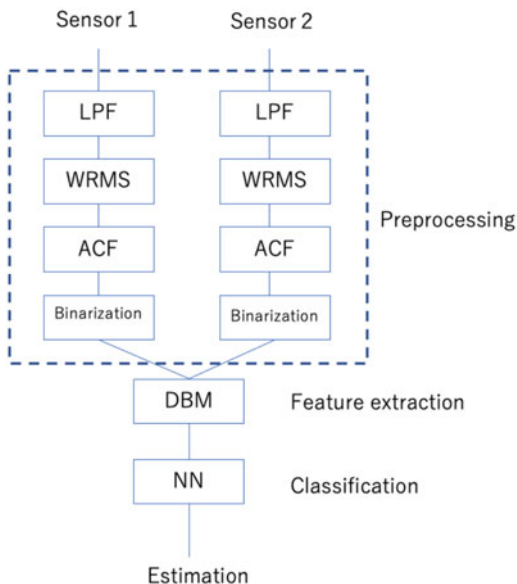 Sensor 1 Sensor 2
LPF LPF
WRMS WRMS
Preprocessing
ACF ACF
Binarization Binarization
DBM Feature extraction
NN Classification
Estimation